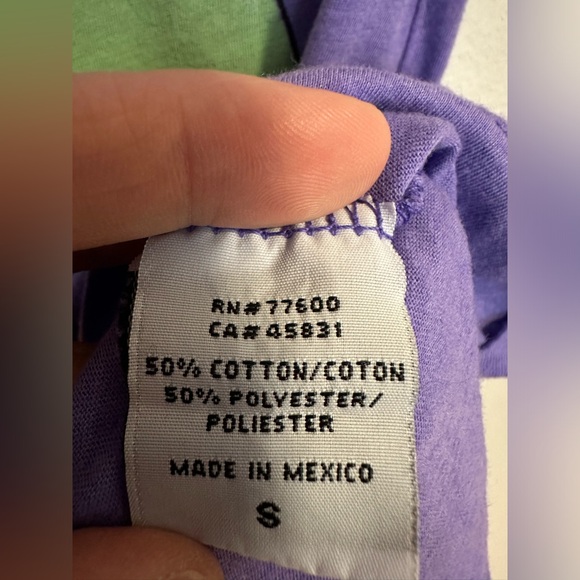 RN# 77600
CA# 45831
50% COTTON/COTON
50% POLYESTER/
POLIESTER
MADE IN MEXICO
S